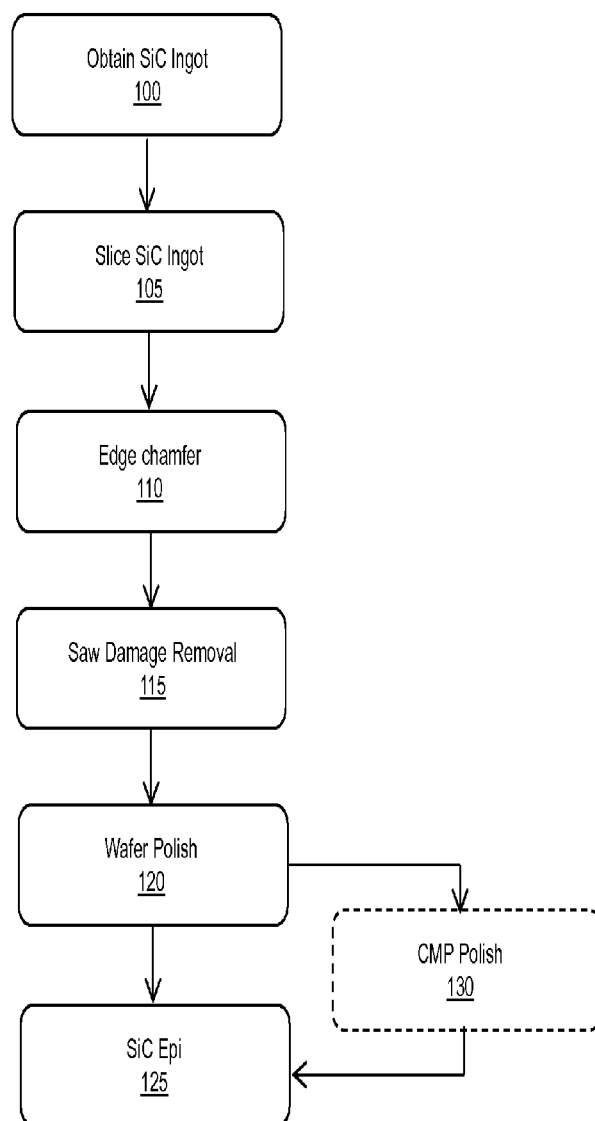 Obtain SiC Ingot
100
Slice SiC Ingot
105
Edge chamfer
110
Saw Damage Removal
115
Wafer Polish
120
CMP Polish
130
SiC Epi
125